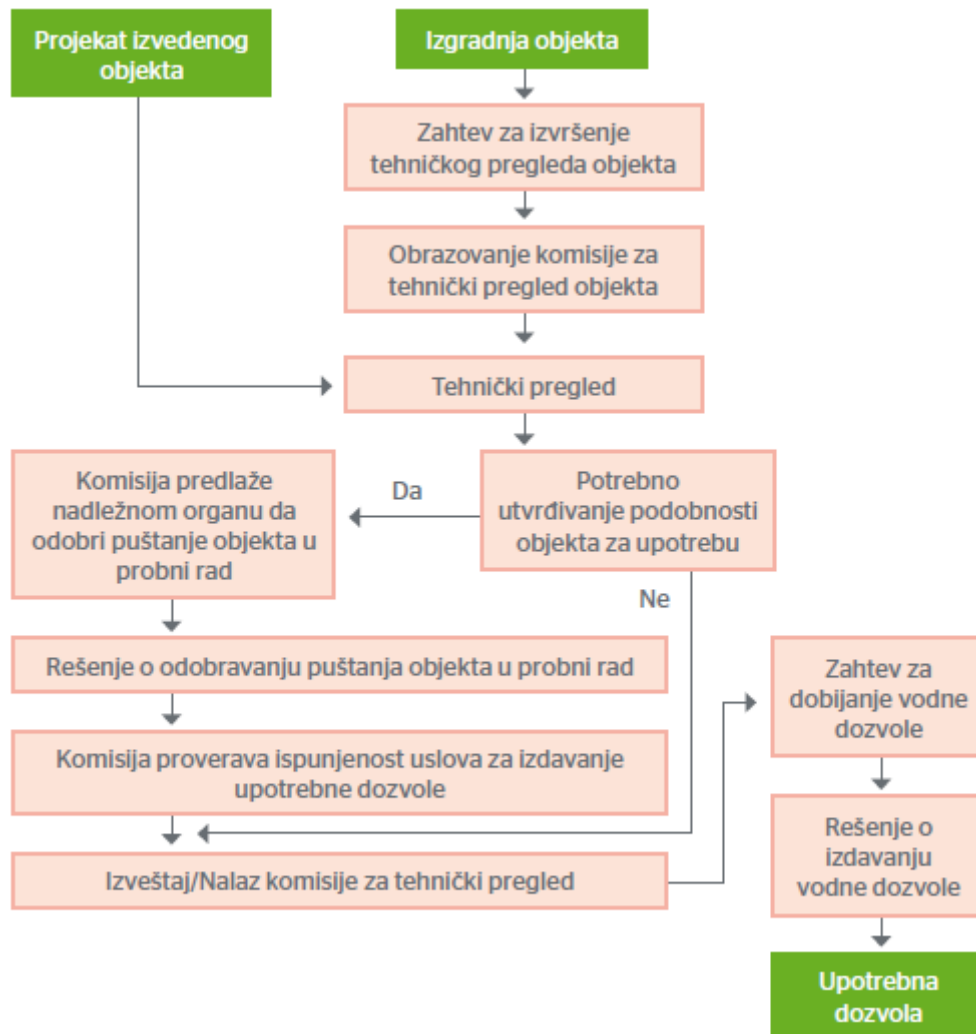 Projekat izvedenog
objekta
Izgradnja objekta
Zahtev za izvršenje
tehničkog pregleda objekta
Obrazovanje komisije za
tehnički pregled objekta
Tehnički pregled
Potrebno
utvrđivanje podobnosti
objekta za upotrebu
Da
Komisija predlaže
nadležnom organu da
odobri puštanje objekta u
probni rad
Ne
Rešenje o odobravanju puštanja objekta u probni rad
Komisija proverava ispunjenost uslova za izdavanje
upotrebne dozvole
Izveštaj/Nalaz komisije za tehnički pregled
Zahtev za
dobijanje vodne
dozvole
Rešenje o
izdavanju
vodne dozvole
Upotrebna
dozvola